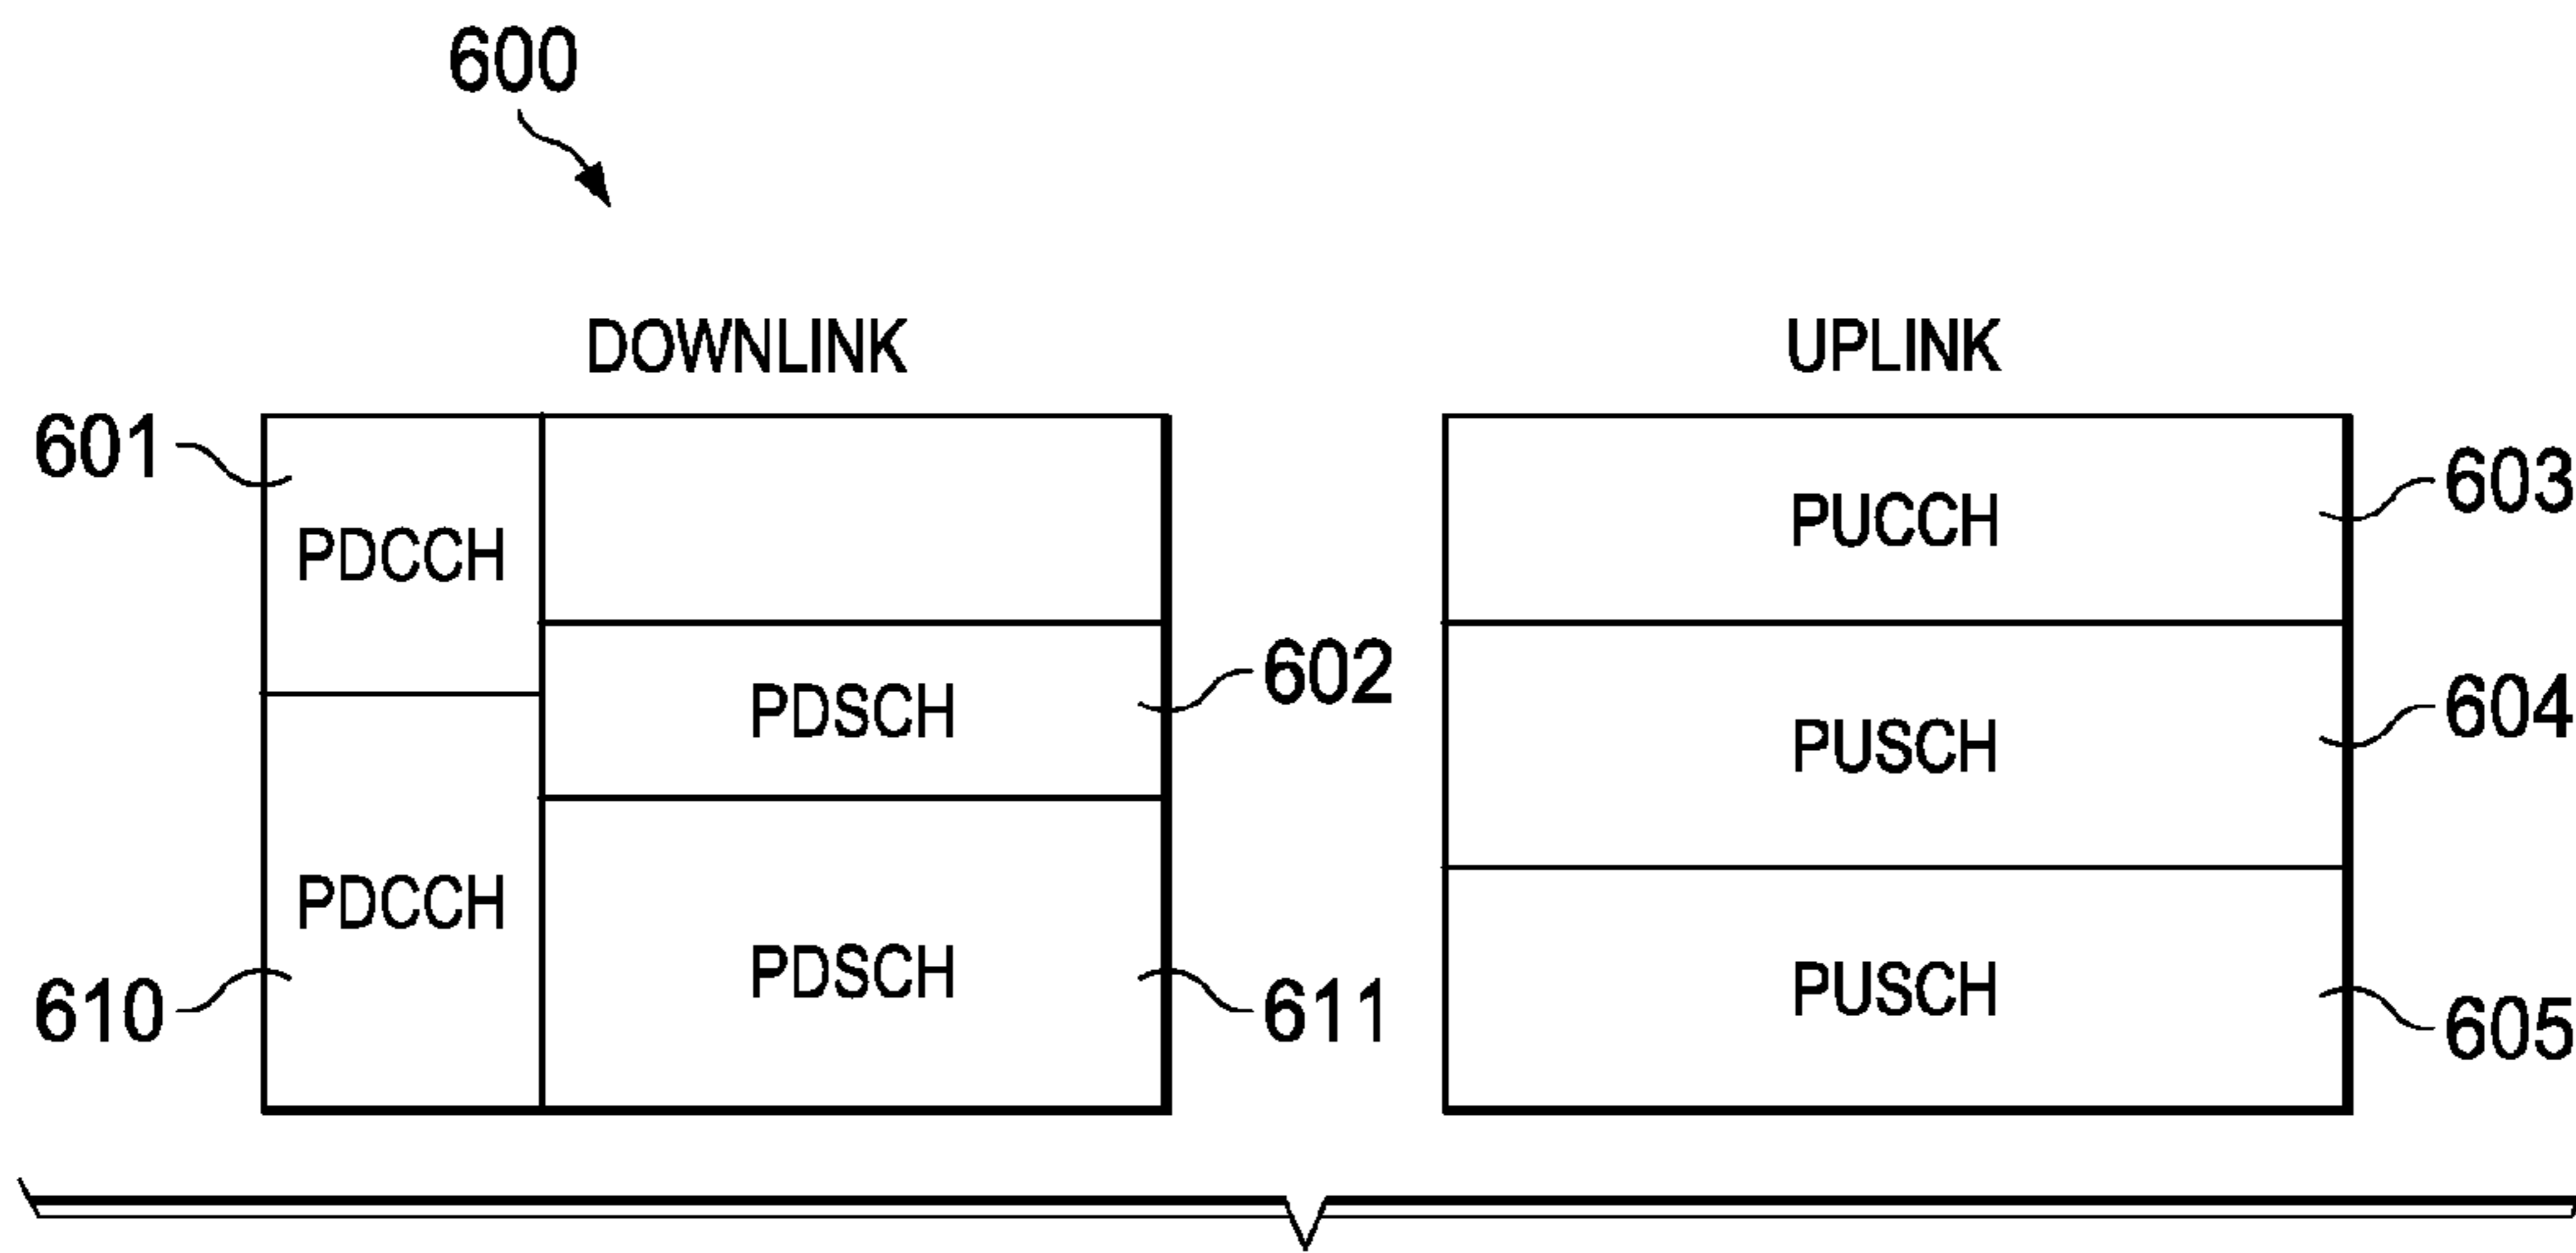 600
DOWNLINK
UPLINK
601
PDCCH
PUCCH
603
PDSCH
602
PUSCH
604
PDCCH
610
PDSCH
611
PUSCH
605